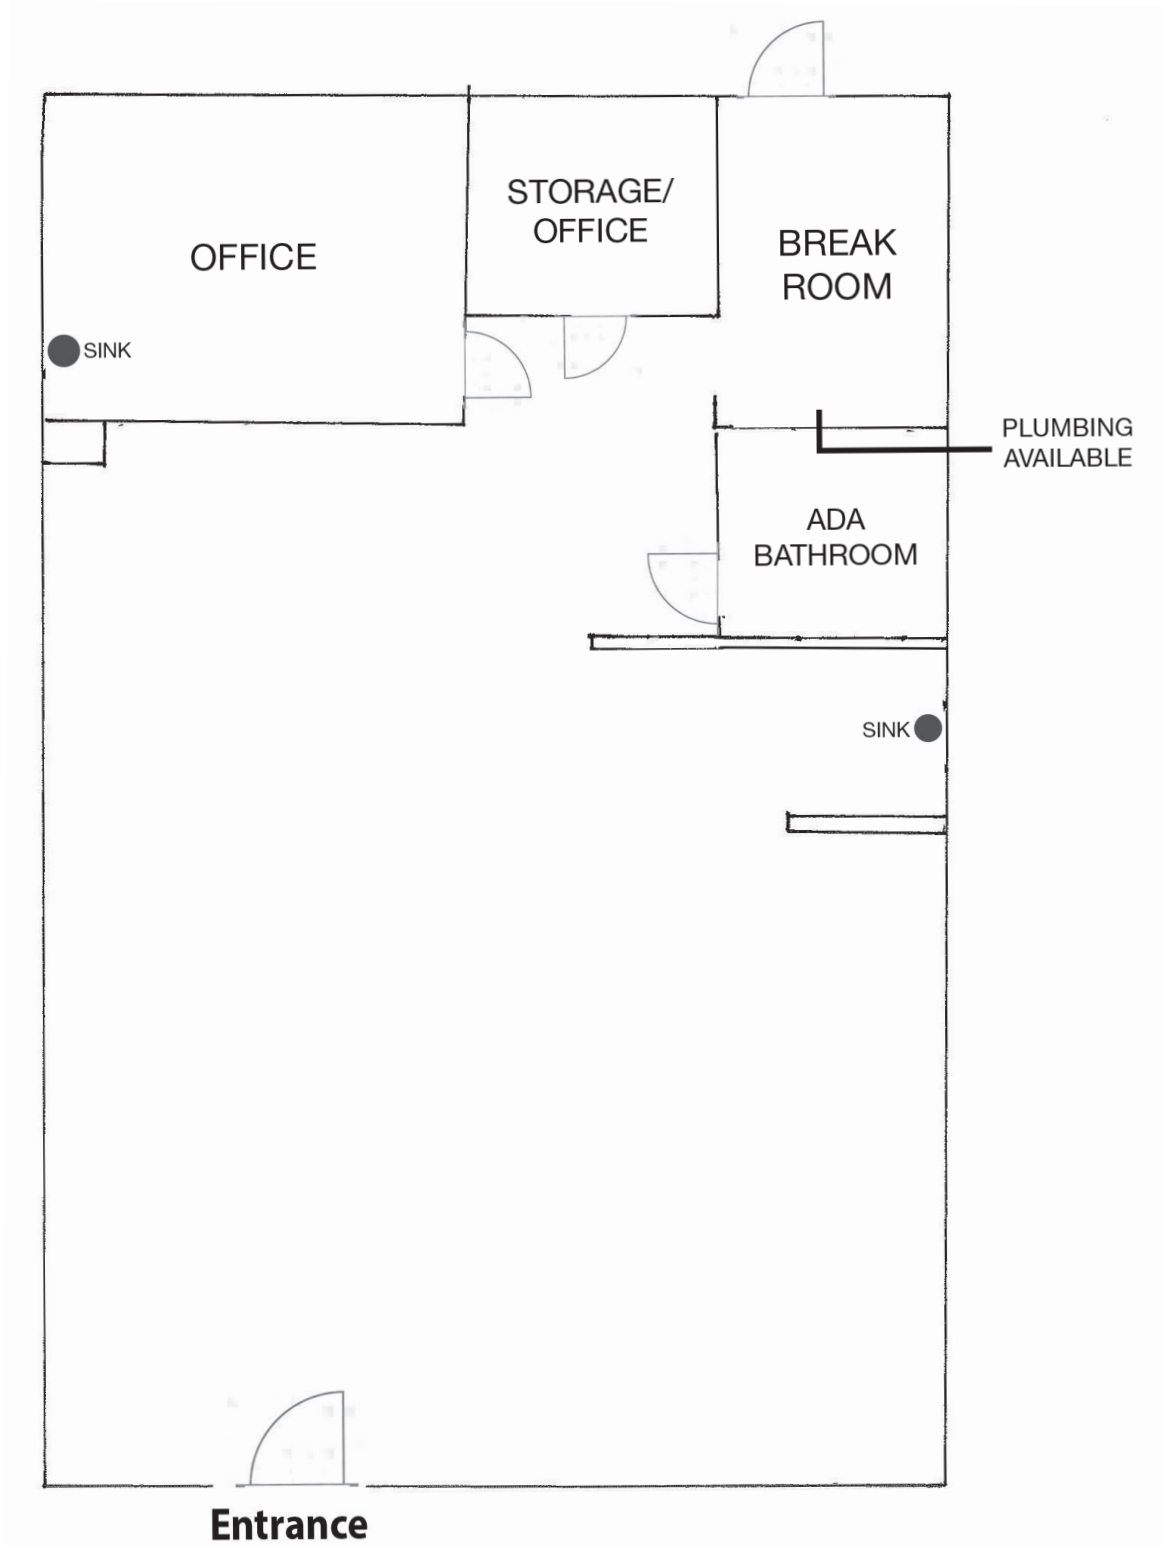 STORAGE/
OFFICE
OFFICE
BREAK
ROOM
SINK
PLUMBING
AVAILABLE
ADA
BATHROOM
SINK
Entrance